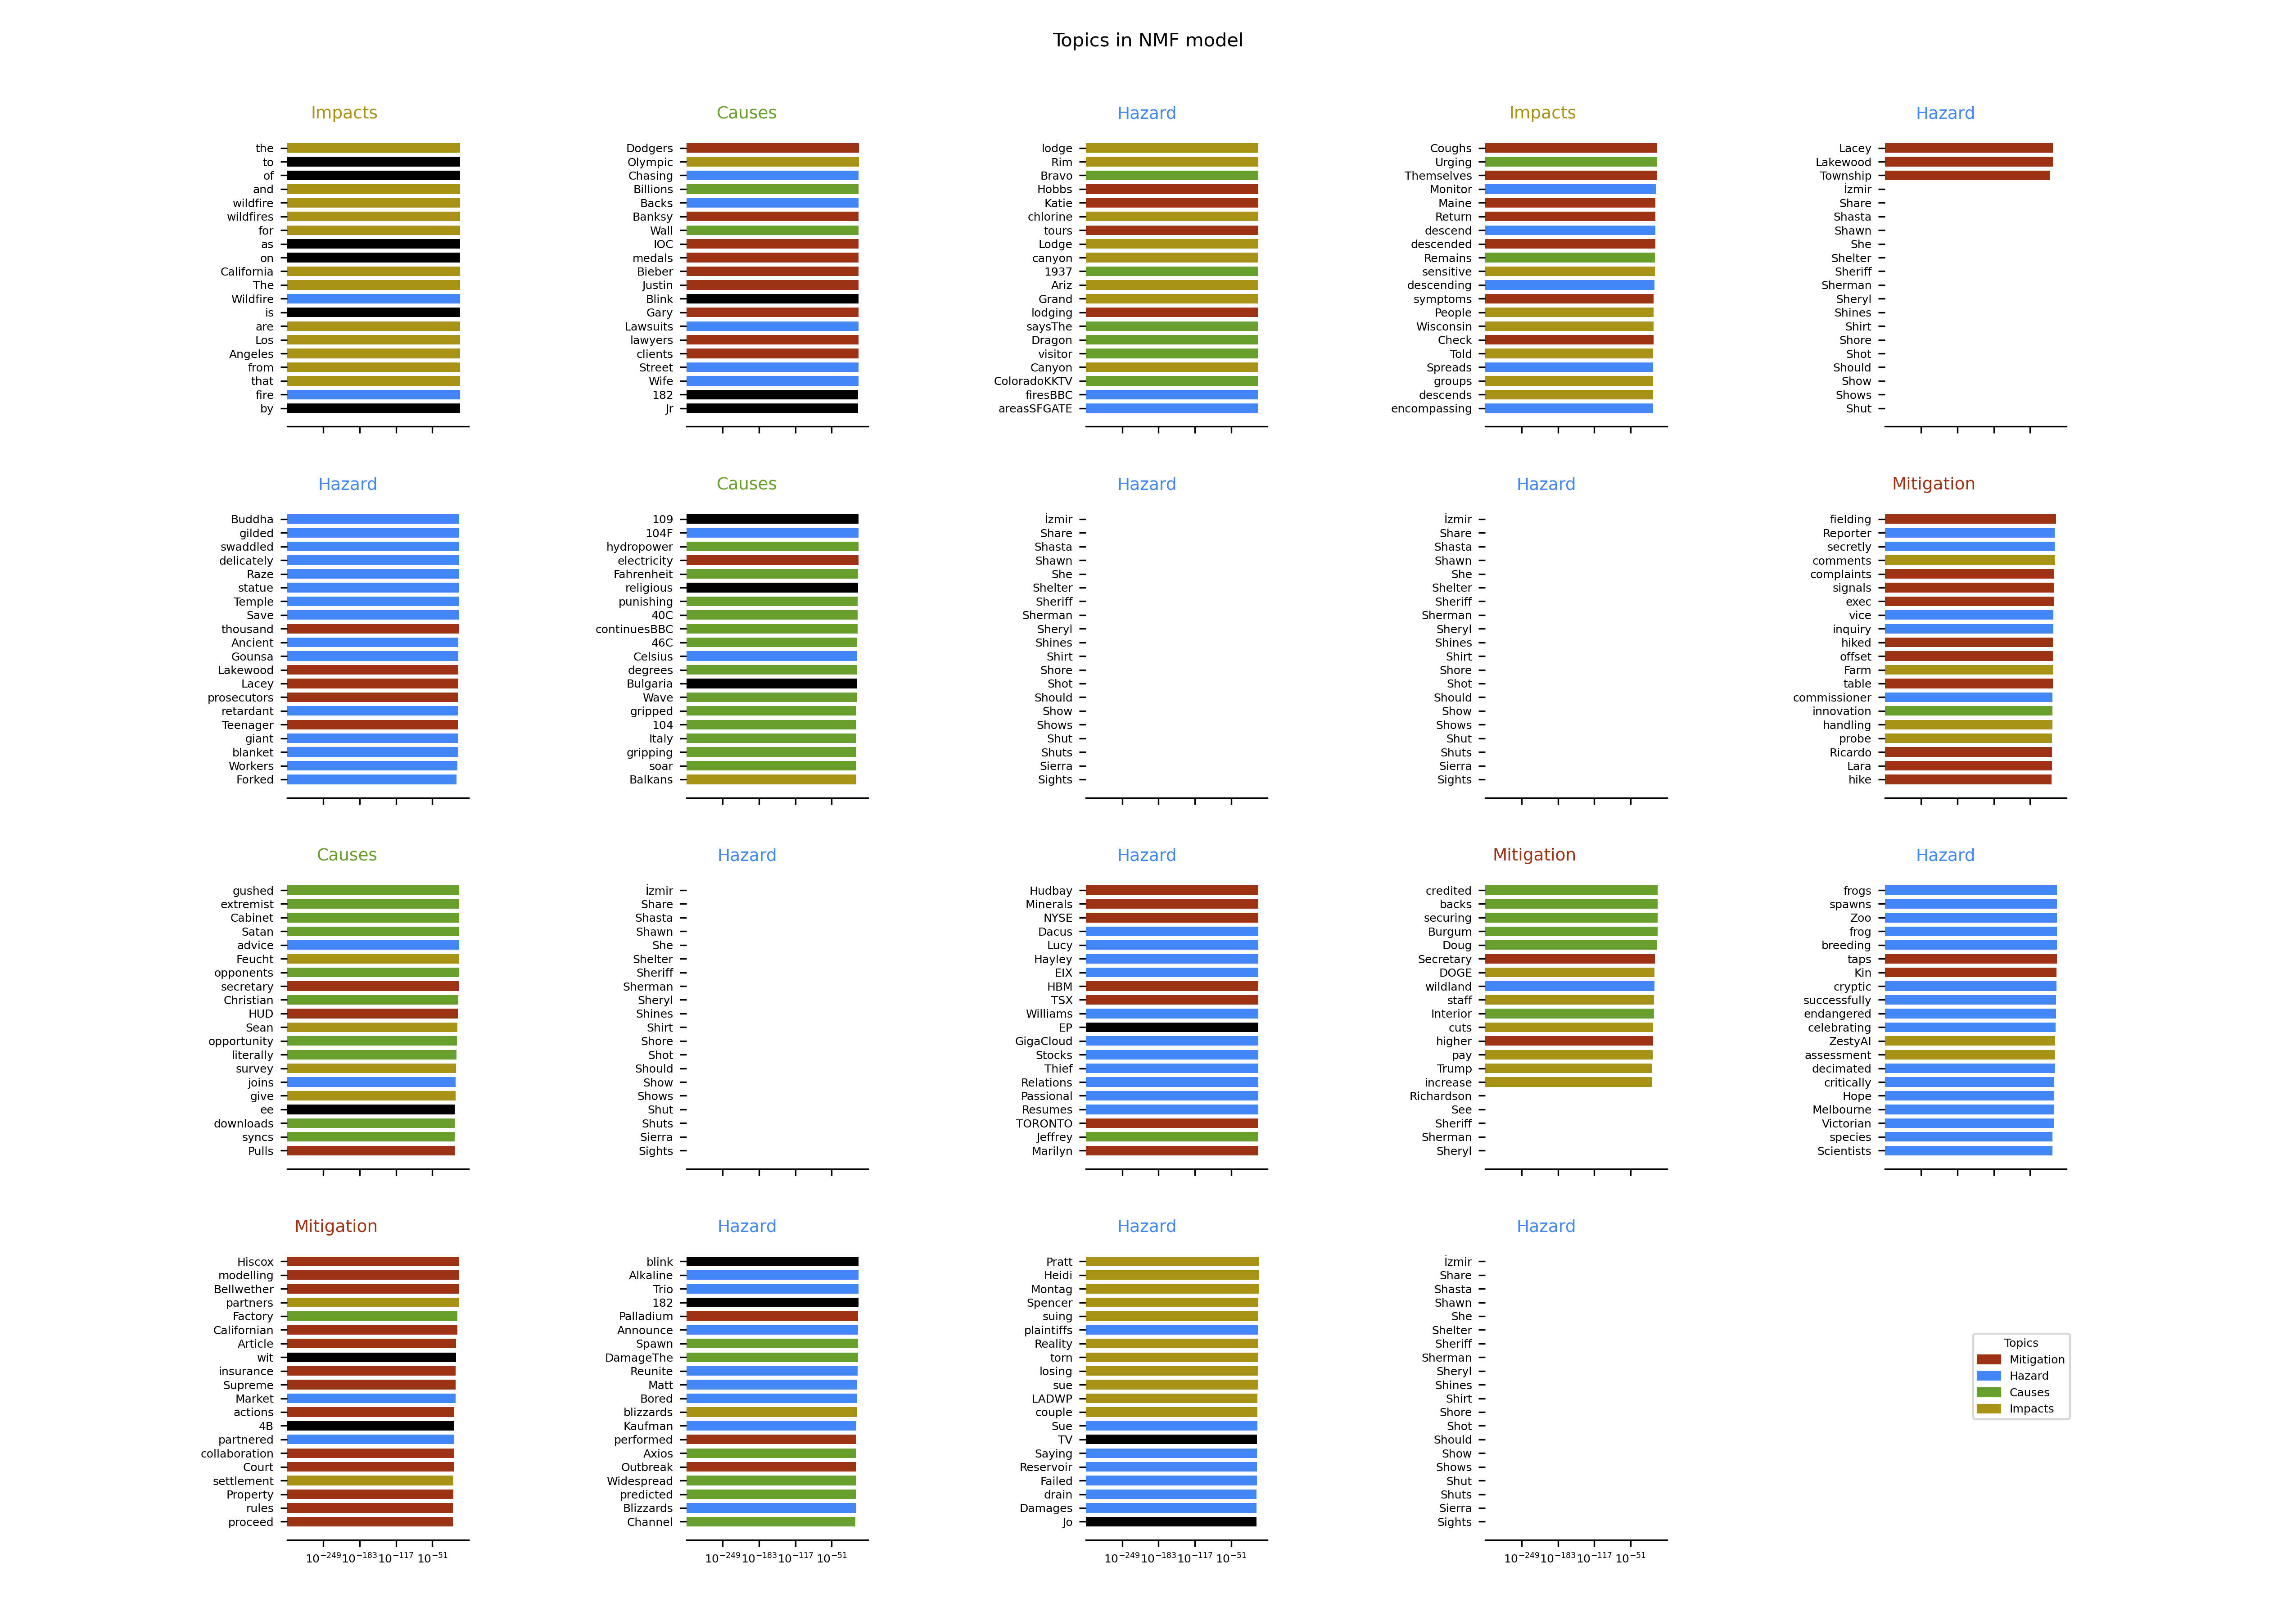 Topics in NMF model
Impacts
the
to
of
and
wildfire
wildfires
for
as
on
California
The
Wildfire
is
are
Los
Angeles
from
that
fire
by
Causes
Dodgers
Olympic
Chasing
Billions
Backs
Banksy
Wall
IOC
medals
Bieber
Justin
Blink
Gary
Lawsuits
lawyers
clients
Street
Wife
182
Jr
Hazard
lodge
Rim
Bravo
Hobbs
Katie
chlorine
tours
Lodge
canyon
1937
Ariz
Grand
lodging
saysThe
Dragon
visitor
Canyon
ColoradoKKTV
firesBBC
areasSFGATE
Impacts
Coughs
Urging
Themselves
Monitor
Maine
Return
descend
descended
Remains
sensitive
descending
symptoms
People
Wisconsin
Check
Told
Spreads
groups
descends
encompassing
Hazard
Lacey
Lakewood
Township
İzmir
Share
Shasta
Shawn
She
Shelter
Sheriff
Sherman
Sheryl
Shines
Shirt
Shore
Shot
Should
Show
Shows
Shut
Hazard
Buddha
gilded
swaddled
delicately
Raze
statue
Temple
Save
thousand
Ancient
Gounsa
Lakewood
Lacey
prosecutors
retardant
Teenager
giant
blanket
Workers
Forked
Causes
109
104F
hydropower
electricity
Fahrenheit
religious
punishing
40C
continuesBBC
46C
Celsius
degrees
Bulgaria
Wave
gripped
104
Italy
gripping
soar
Balkans
Hazard
İzmir
Share
Shasta
Shawn
She
Shelter
Sheriff
Sherman
Sheryl
Shines
Shirt
Shore
Shot
Should
Show
Shows
Shut
Shuts
Sierra
Sights
Hazard
İzmir
Share
Shasta
Shawn
She
Shelter
Sheriff
Sherman
Sheryl
Shines
Shirt
Shore
Shot
Should
Show
Shows
Shut
Shuts
Sierra
Sights
Mitigation
fielding
Reporter
secretly
comments
complaints
signals
exec
vice
inquiry
hiked
offset
Farm
table
commissioner
innovation
handling
probe
Ricardo
Lara
hike
Causes
gushed
extremist
Cabinet
Satan
advice
Feucht
opponents
secretary
Christian
HUD
Sean
opportunity
literally
survey
joins
give
ee
downloads
syncs
Pulls
Hazard
İzmir
Share
Shasta
Shawn
She
Shelter
Sheriff
Sherman
Sheryl
Shines
Shirt
Shore
Shot
Should
Show
Shows
Shut
Shuts
Sierra
Sights
Hazard
Hudbay
Minerals
NYSE
Dacus
Lucy
Hayley
EIX
HBM
TSX
Williams
EP
GigaCloud
Stocks
Thief
Relations
Passional
Resumes
TORONTO
Jeffrey
Marilyn
Mitigation
credited
backs
securing
Burgum
Doug
Secretary
DOGE
wildland
staff
Interior
cuts
higher
pay
Trump
increase
Richardson
See
Sheriff
Sherman
Sheryl
Hazard
frogs
spawns
Zoo
frog
breeding
taps
Kin
cryptic
successfully
endangered
celebrating
ZestyAI
assessment
decimated
critically
Hope
Melbourne
Victorian
species
Scientists
Mitigation
Hiscox
modelling
Bellwether
partners
Factory
Californian
Article
wit
insurance
Supreme
Market
actions
4B
partnered
collaboration
Court
settlement
Property
rules
proceed
10⁻²⁴⁹ 10⁻¹⁸³ 10⁻¹¹⁷ 10⁻⁵¹
Hazard
blink
Alkaline
Trio
182
Palladium
Announce
Spawn
DamageThe
Reunite
Matt
Bored
blizzards
Kaufman
performed
Axios
Outbreak
Widespread
predicted
Blizzards
Channel
10⁻²⁴⁹ 10⁻¹⁸³ 10⁻¹¹⁷ 10⁻⁵¹
Hazard
Pratt
Heidi
Montag
Spencer
suing
plaintiffs
Reality
torn
losing
sue
LADWP
couple
Sue
TV
Saying
Reservoir
Failed
drain
Damages
Jo
10⁻²⁴⁹ 10⁻¹⁸³ 10⁻¹¹⁷ 10⁻⁵¹
Hazard
İzmir
Share
Shasta
Shawn
She
Shelter
Sheriff
Sherman
Sheryl
Shines
Shirt
Shore
Shot
Should
Show
Shows
Shut
Shuts
Sierra
Sights
10⁻²⁴⁹ 10⁻¹⁸³ 10⁻¹¹⁷ 10⁻⁵¹
Topics
Mitigation
Hazard
Causes
Impacts